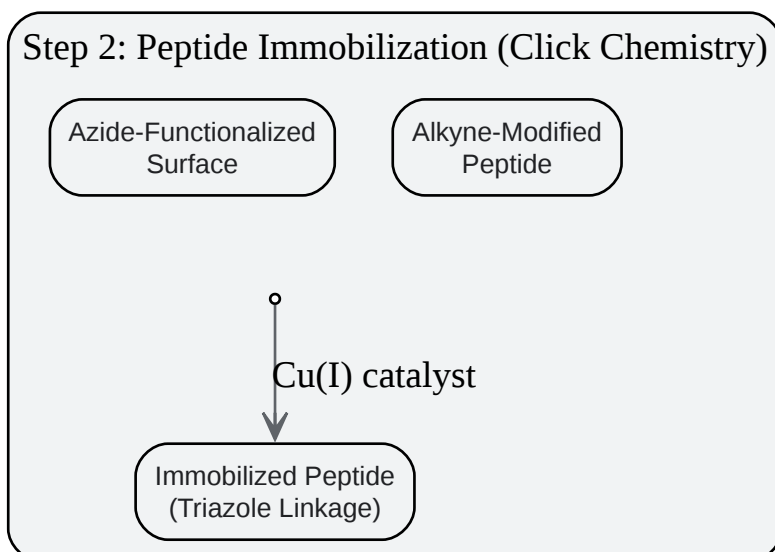 Step 2: Peptide Immobilization (Click Chemistry)
Azide-Functionalized
Surface
Alkyne-Modified
Peptide
Cu(I) catalyst
Immobilized Peptide
(Triazole Linkage)